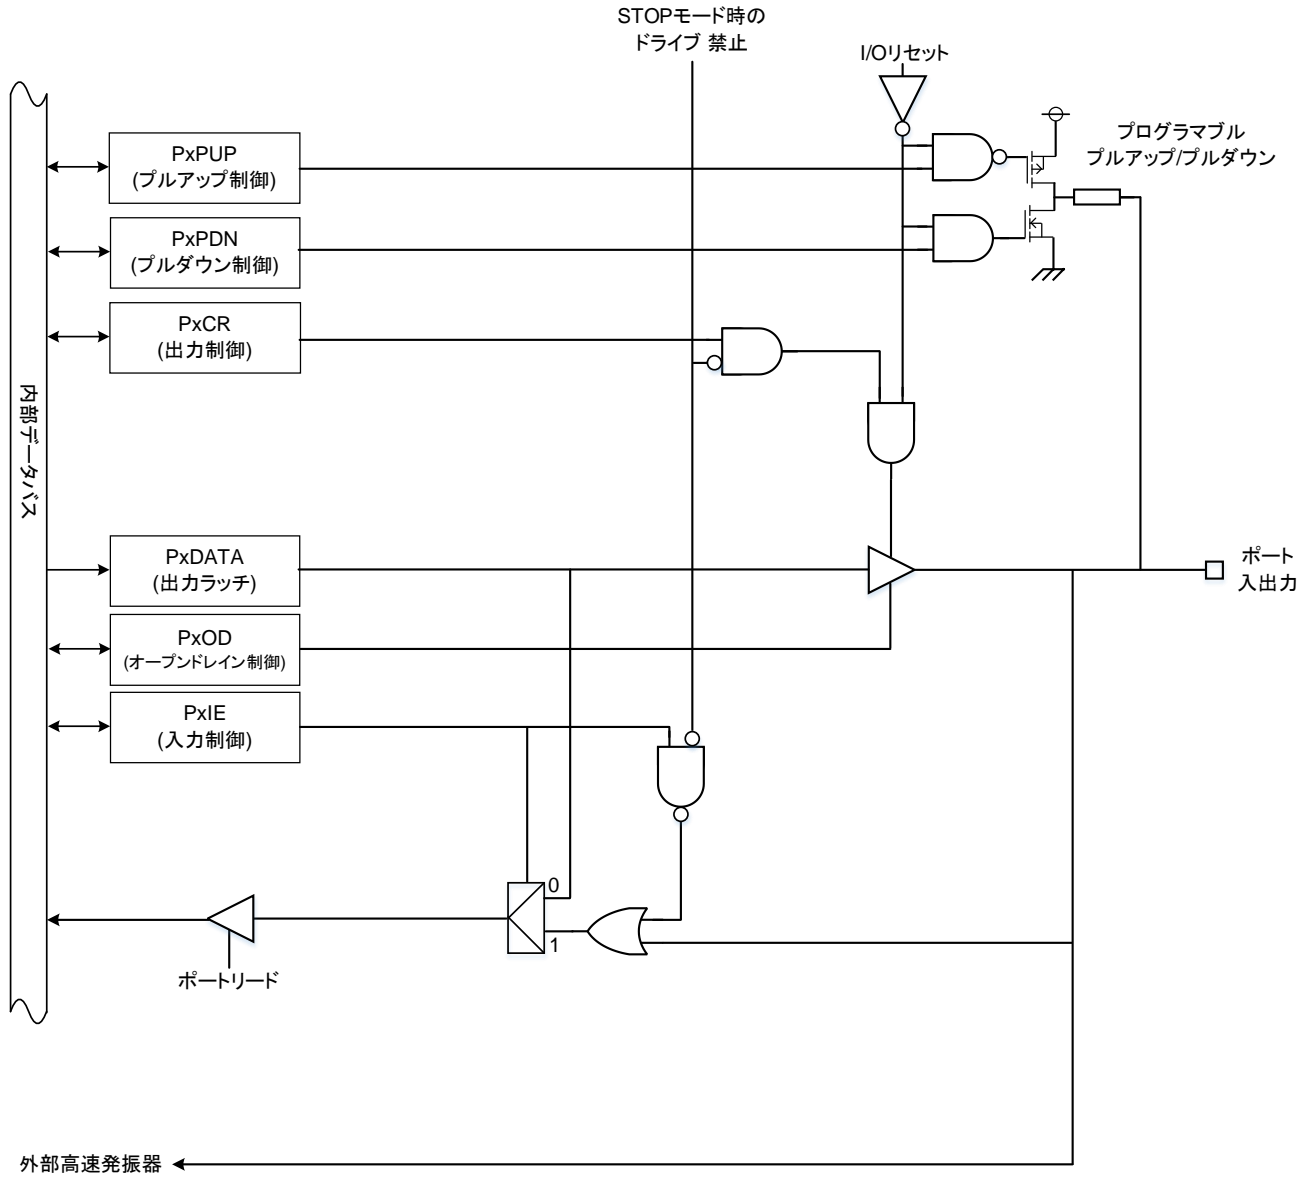 STOPモード時の
ドライブ 禁止
I/Oリセット
プログラマブル
プルアップ/プルダウン
PxPUP
(プルアップ制御)
PxPDN
(プルダウン制御)
PxCR
(出力制御)
内部データバス
PxDATA
(出力ラッチ)
ポート
入出力
PxOD
(オープンドレイン制御)
PxIE
(入力制御)
0
1
ポートリード
外部高速発振器